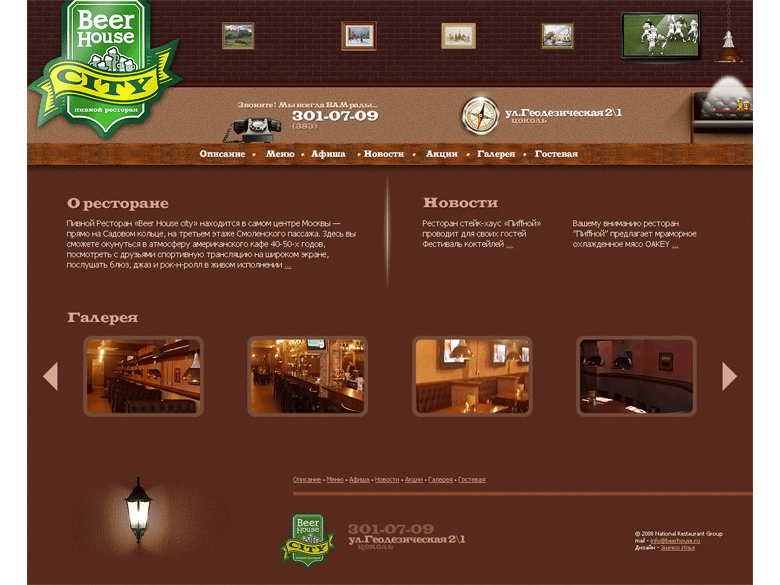 Beer
House
CITY
пивной ресторан
Звоните! Мы всегда ВАМ рады...
301-07-09
(383)
ул.Геодезическая 2\1
цоколь
Описание • Меню • Афиша • Новости • Акции • Галерея • Гостевая
О ресторане
Пивной Ресторан «Beer House city» находится в самом центре Москвы —
прямо на Садовом кольце, на третьем этаже Смоленского пассажа. Здесь вы
сможете окунуться в атмосферу американского кафе 40-50-х годов,
посмотреть с друзьями спортивную трансляцию на широком экране,
послушать блюз, джаз и рок-н-ролл в живом исполнении ...
Новости
Ресторан стейк-хаус «Пиffной»
проводит для своих гостей
Фестиваль коктейлей ...
Вашему вниманию ресторан
"Пиffной" предлагает мраморное
охлажденное мясо OAKEY ...
Галерея
Описание • Меню • Афиша • Новости • Акции • Галерея • Гостевая
Beer
House
CITY
301-07-09
ул.Геодезическая 2\1
цоколь
© 2008 National Restaurant Group
mail - info@beerhouse.ru
Дизайн - Знайко Илья